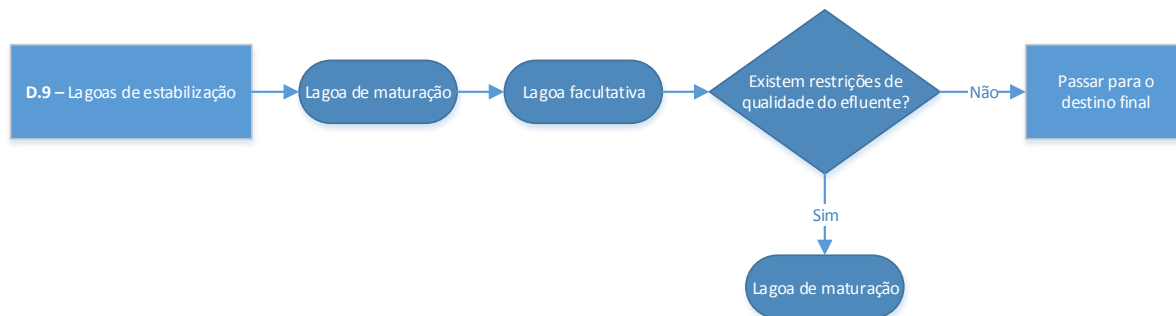 D.9 – Lagoas de estabilização
Lagoa de maturação
Lagoa facultativa
Existem restrições de
qualidade do efluente?
Não
Passar para o
destino final
Sim
Lagoa de maturação